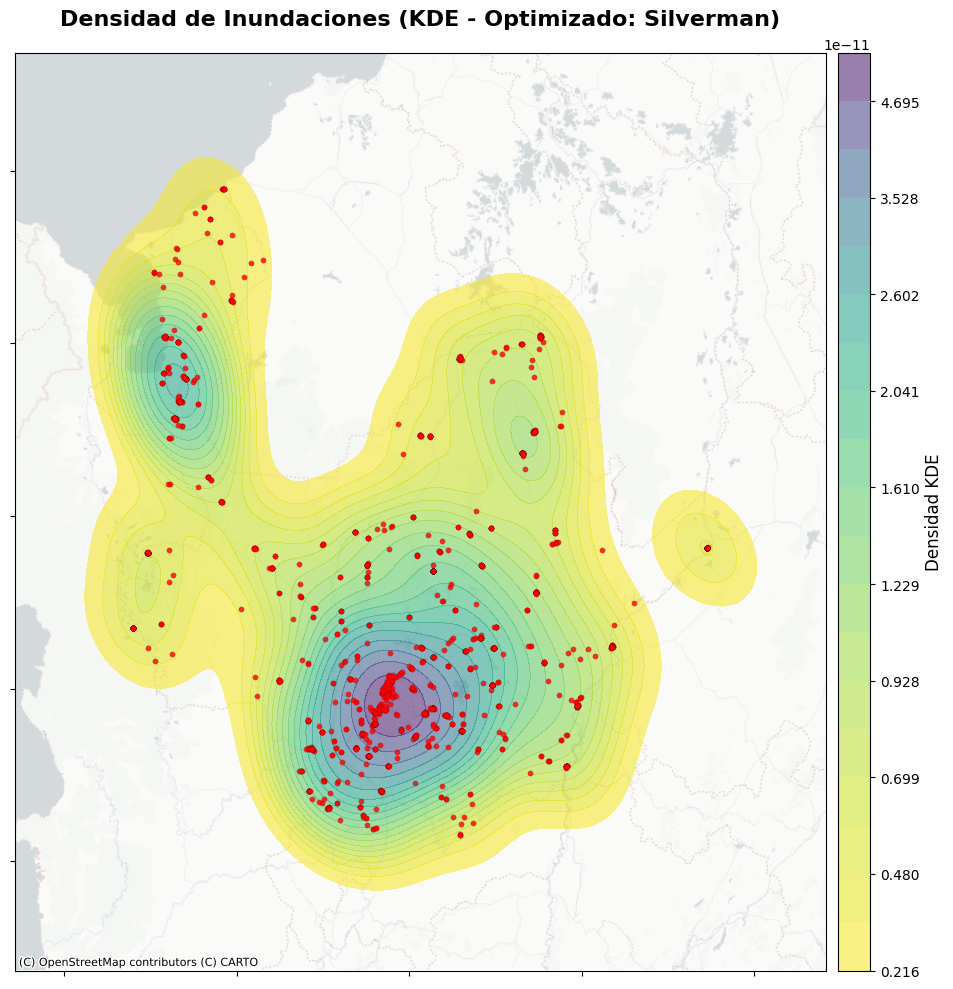 Densidad de Inundaciones (KDE - Optimizado: Silverman)
1e−11
4.695
3.528
2.602
2.041
1.610
1.229
0.928
0.699
0.480
0.216
Densidad KDE
(C) OpenStreetMap contributors (C) CARTO